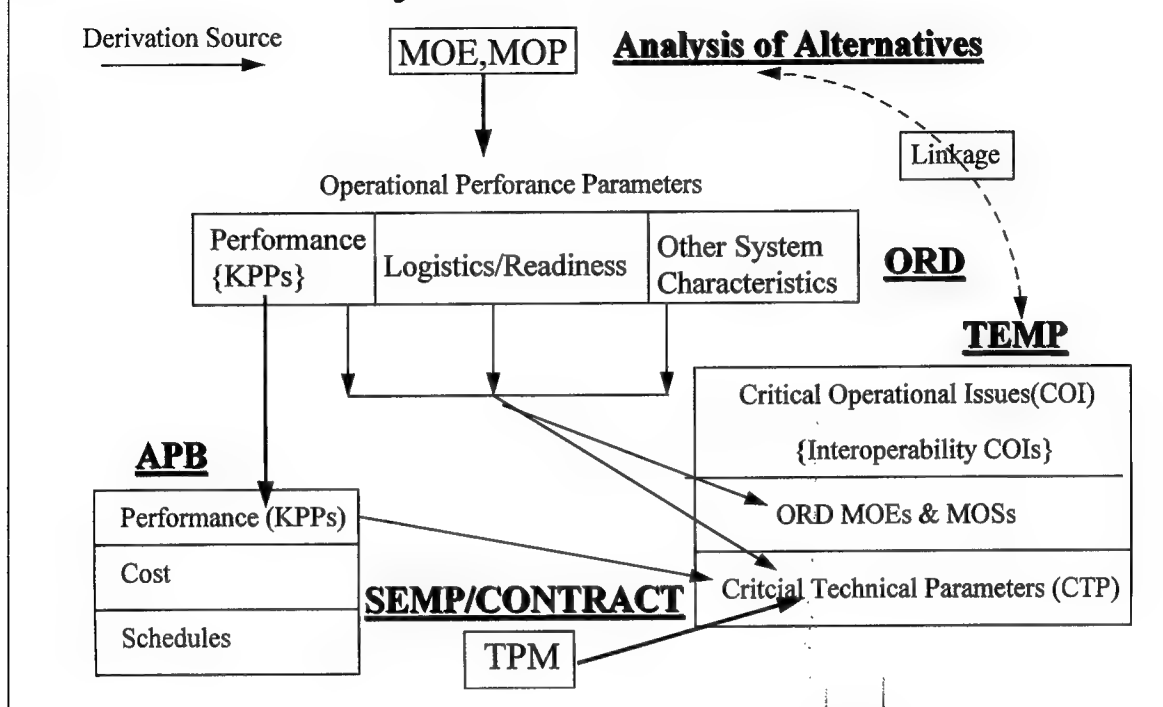 Derivation Source
MOE,MOP
Analysis of Alternatives
Linkage
Operational Perforance Parameters
Performance
{KPPs}
Logistics/Readiness
Other System
Characteristics
ORD
TEMP
Critical Operational Issues(COI)
{Interoperability COIs}
ORD MOEs & MOSs
Critcial Technical Parameters (CTP)
APB
Performance (KPPs)
Cost
Schedules
SEMP/CONTRACT
TPM